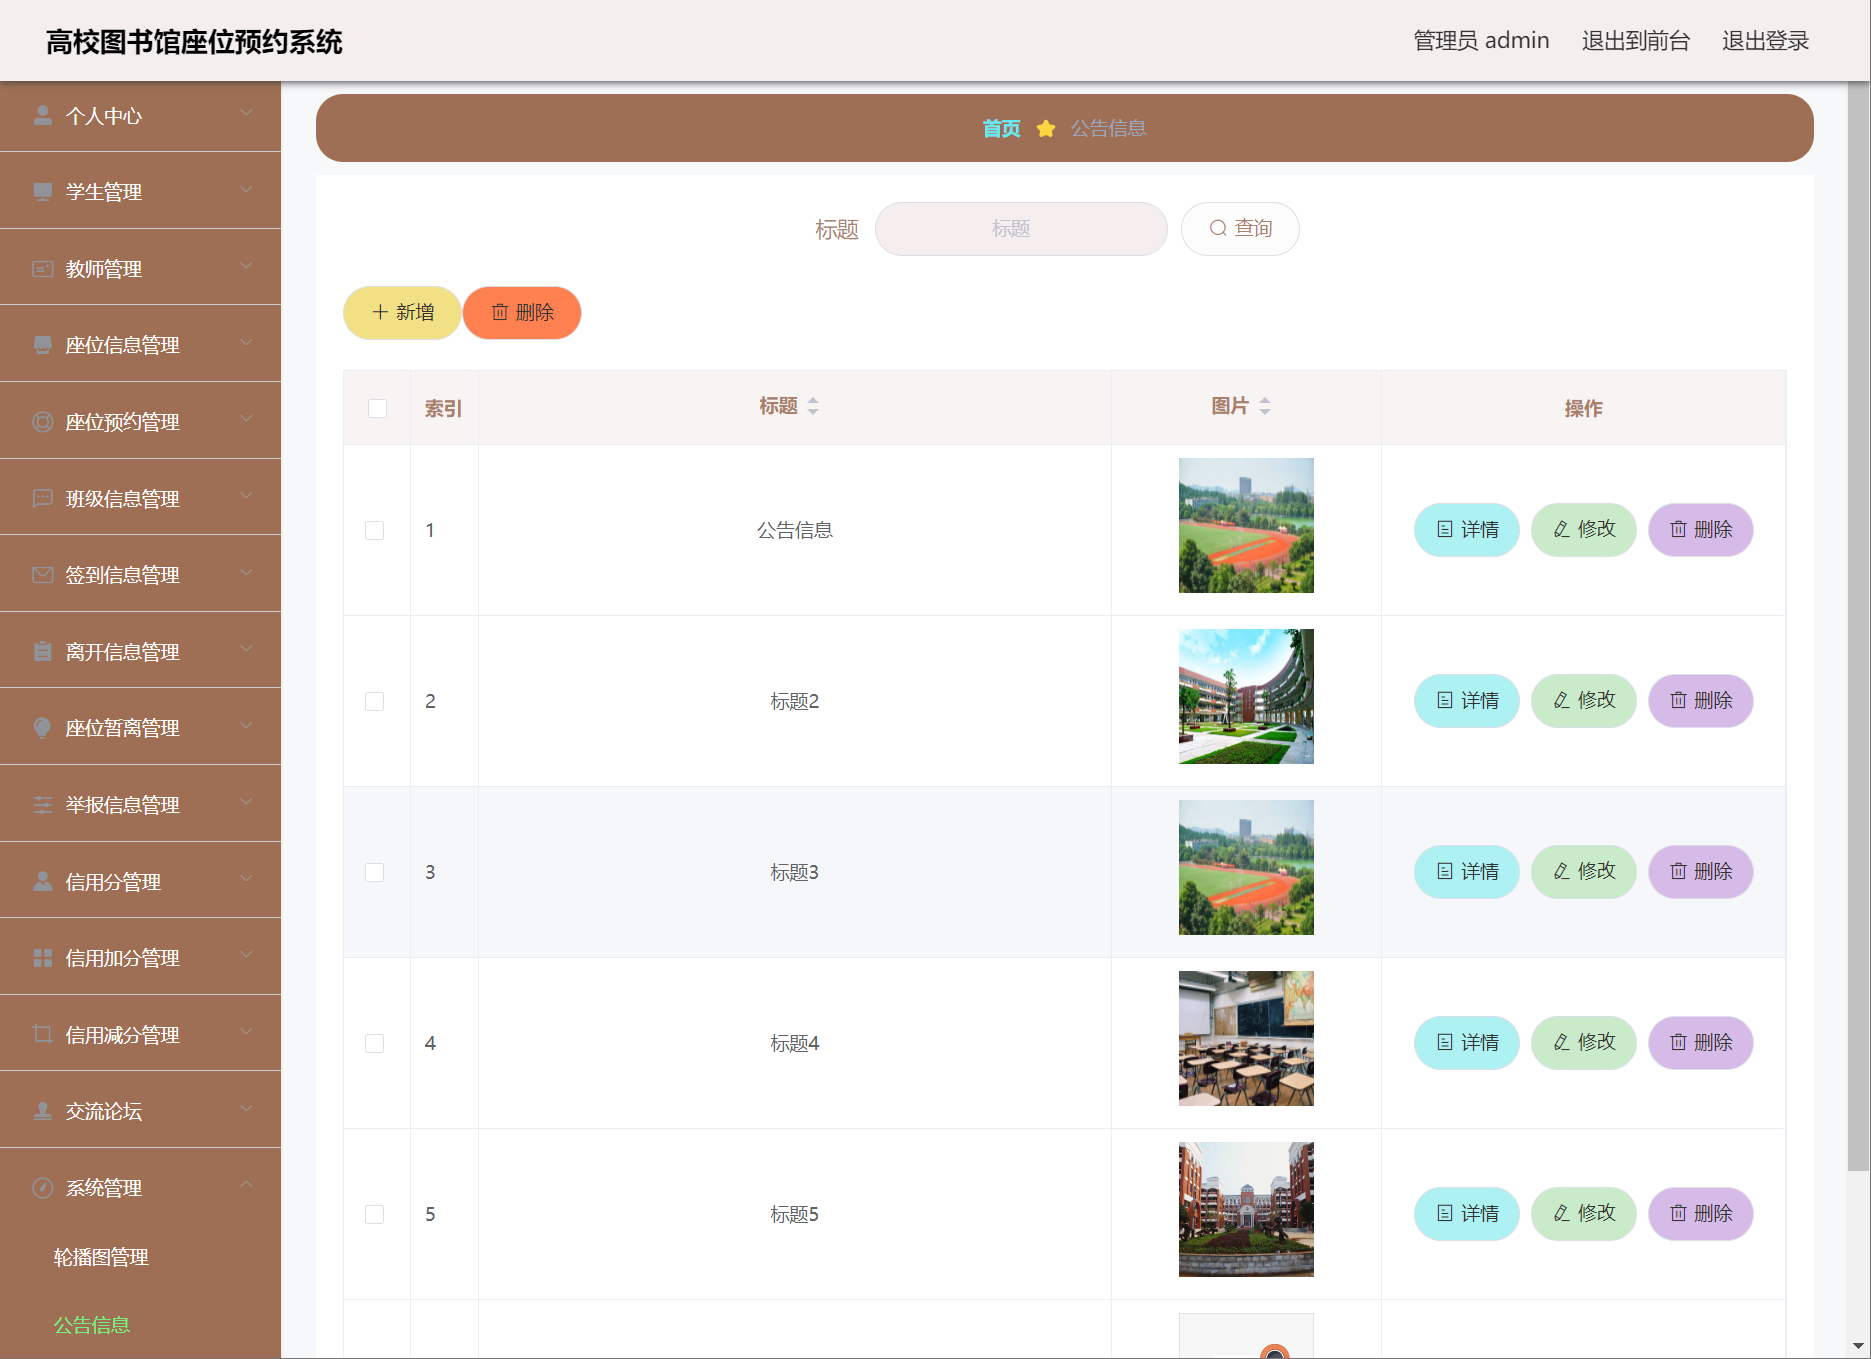 高校图书馆座位预约系统
管理员 admin 退出到前台 退出登录
个人中心
学生管理
教师管理
座位信息管理
座位预约管理
班级信息管理
签到信息管理
离开信息管理
座位暂离管理
举报信息管理
信用分管理
信用加分管理
信用减分管理
交流论坛
系统管理
轮播图管理
公告信息
首页 公告信息
标题 标题 查询
新增 删除
索引 标题 图片 操作
1 公告信息 详情 修改 删除
2 标题2 详情 修改 删除
3 标题3 详情 修改 删除
4 标题4 详情 修改 删除
5 标题5 详情 修改 删除